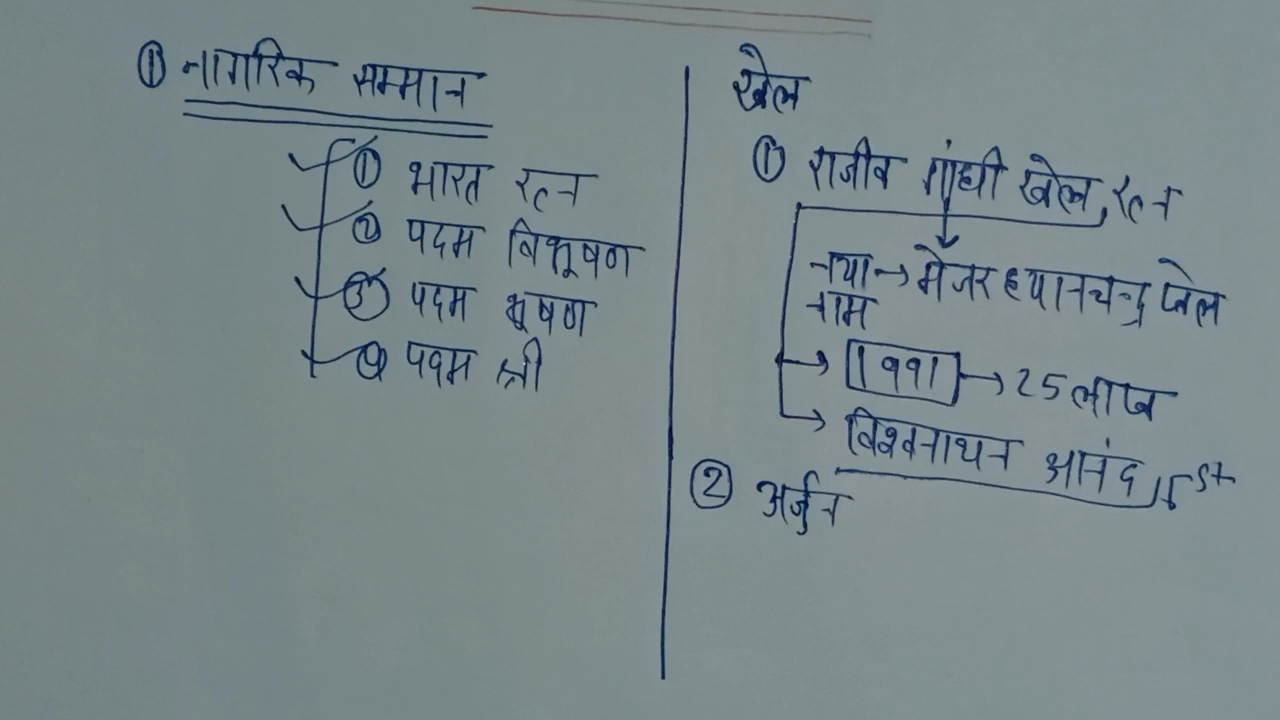 ① नागरिक सम्मान
① भारत रत्न
② पदम विभूषण
③ पदम भूषण
④ पदम श्री
खेल
① राजीव गांधी खेल रत्न
नया → मेजर ध्यानचन्द्र खेल
नाम
→ 1991 → 25 लाख
→ विश्वनाथन आनंद 1st
② अर्जुन